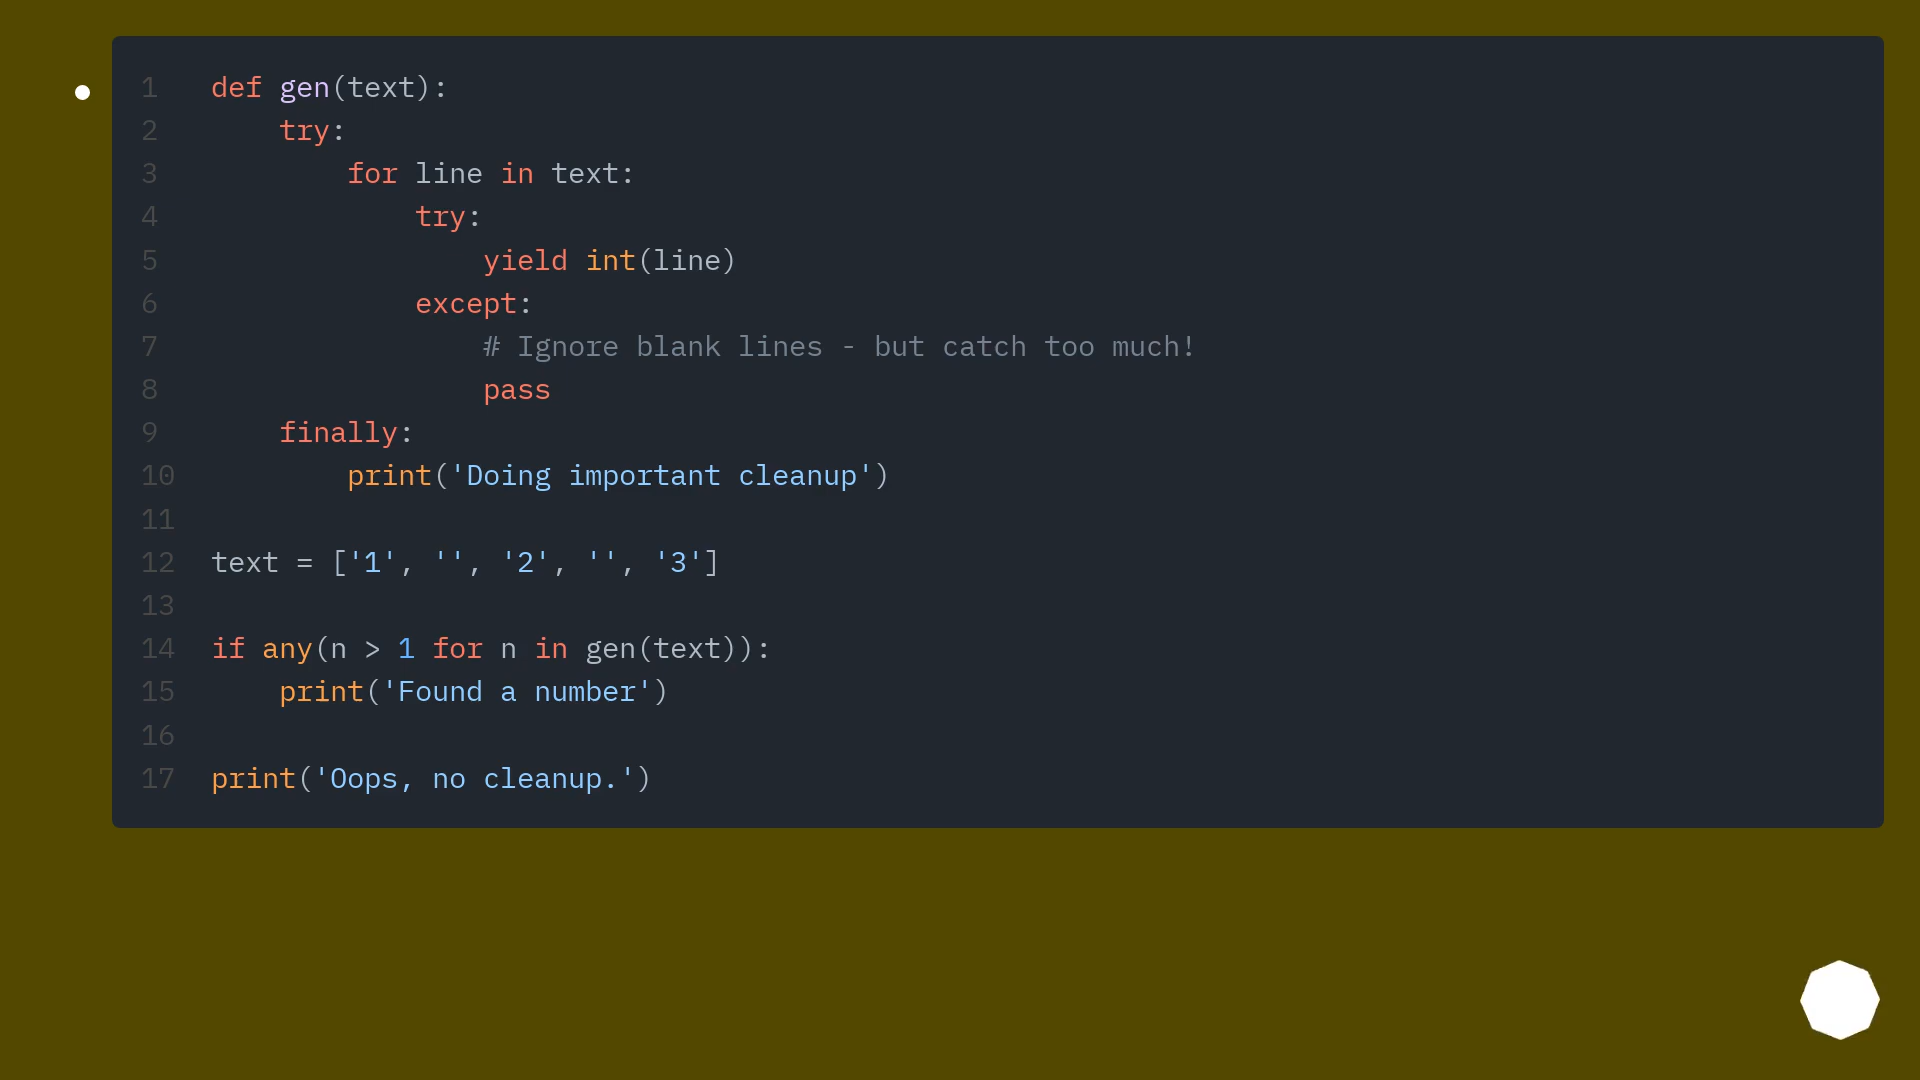 1 def gen(text):
2     try:
3         for line in text:
4             try:
5                 yield int(line)
6             except:
7                 # Ignore blank lines - but catch too much!
8                 pass
9     finally:
10         print('Doing important cleanup')
11
12 text = ['1', '', '2', '', '3']
13
14 if any(n > 1 for n in gen(text)):
15     print('Found a number')
16
17 print('Oops, no cleanup.')